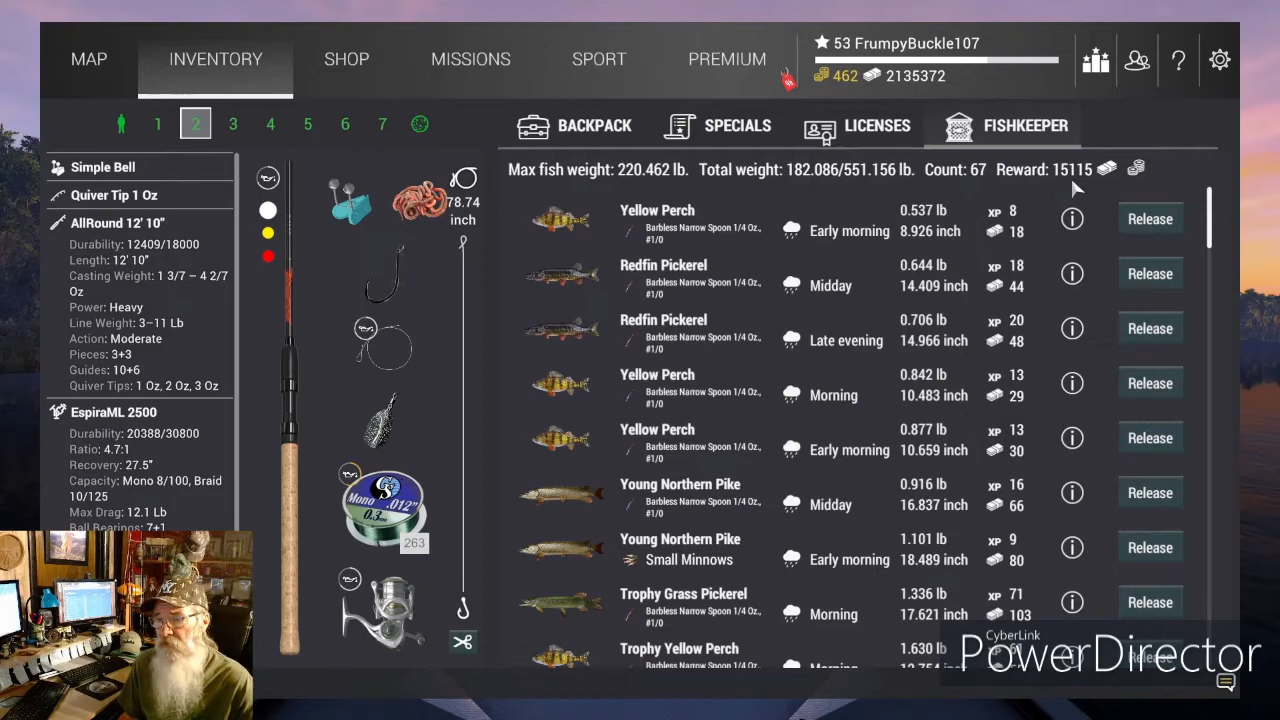 MAP
INVENTORY
SHOP
MISSIONS
SPORT
PREMIUM
53 FrumpyBuckle107
462 2135372
?
1 2 3 4 5 6 7
BACKPACK
SPECIALS
LICENSES
FISHKEEPER
Max fish weight: 220.462 lb. Total weight: 182.086/551.156 lb. Count: 67 Reward: 15115
Simple Bell
Quiver Tip 1 Oz
AllRound 12' 10"
Durability: 12409/18000
Length: 12' 10"
Casting Weight: 1 3/7 – 4 2/7
Oz
Power: Heavy
Line Weight: 3–11 Lb
Action: Moderate
Pieces: 3+3
Guides: 10+6
Quiver Tips: 1 Oz, 2 Oz, 3 Oz
EspiraML 2500
Durability: 20388/30800
Ratio: 4.7:1
Recovery: 27.5"
Capacity: Mono 8/100, Braid
10/125
Max Drag: 12.1 Lb
Ball Bearings: 7+1
78.74
inch
Mono .012"
0.3
263
Yellow Perch
Barbless Narrow Spoon 1/4 Oz.,
#1/0
Early morning
0.537 lb
8.926 inch
XP 8
18
Release
Redfin Pickerel
Barbless Narrow Spoon 1/4 Oz.,
#1/0
Midday
0.644 lb
14.409 inch
XP 18
44
Release
Redfin Pickerel
Barbless Narrow Spoon 1/4 Oz.,
#1/0
Late evening
0.706 lb
14.966 inch
XP 20
48
Release
Yellow Perch
Barbless Narrow Spoon 1/4 Oz.,
#1/0
Morning
0.842 lb
10.483 inch
XP 13
29
Release
Yellow Perch
Barbless Narrow Spoon 1/4 Oz.,
#1/0
Early morning
0.877 lb
10.659 inch
XP 13
30
Release
Young Northern Pike
Barbless Narrow Spoon 1/4 Oz.,
#1/0
Midday
0.916 lb
16.837 inch
XP 16
66
Release
Young Northern Pike
Small Minnows
Early morning
1.101 lb
18.489 inch
XP 9
80
Release
Trophy Grass Pickerel
Barbless Narrow Spoon 1/4 Oz.,
#1/0
Morning
1.336 lb
17.621 inch
XP 71
103
Release
Trophy Yellow Perch
Barbless Narrow Spoon 1/4 Oz.,
Morning
1.630 lb
CyberLink
PowerDirector